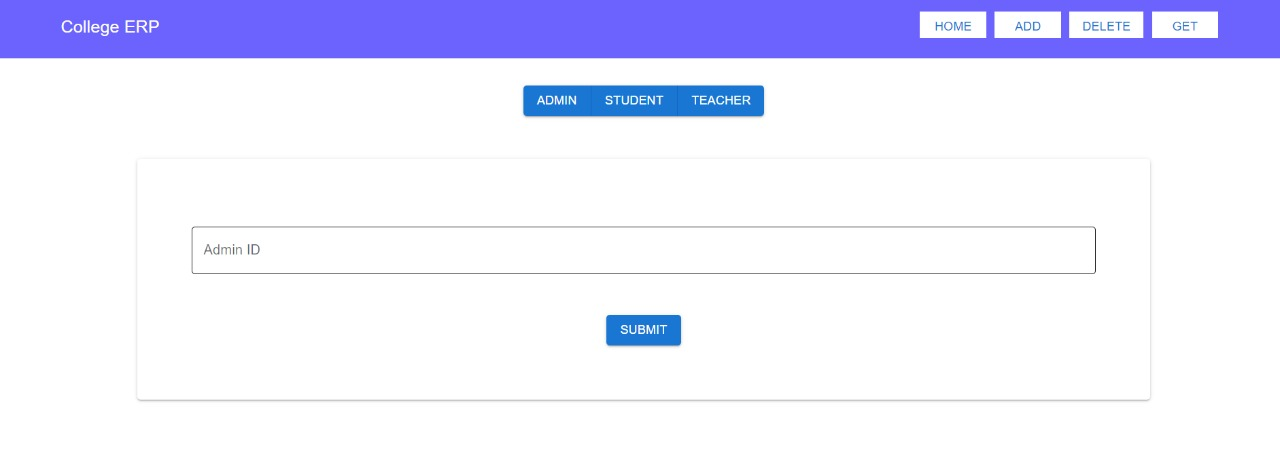 College ERP HOME ADD DELETE GET
ADMIN STUDENT TEACHER
Admin ID
SUBMIT